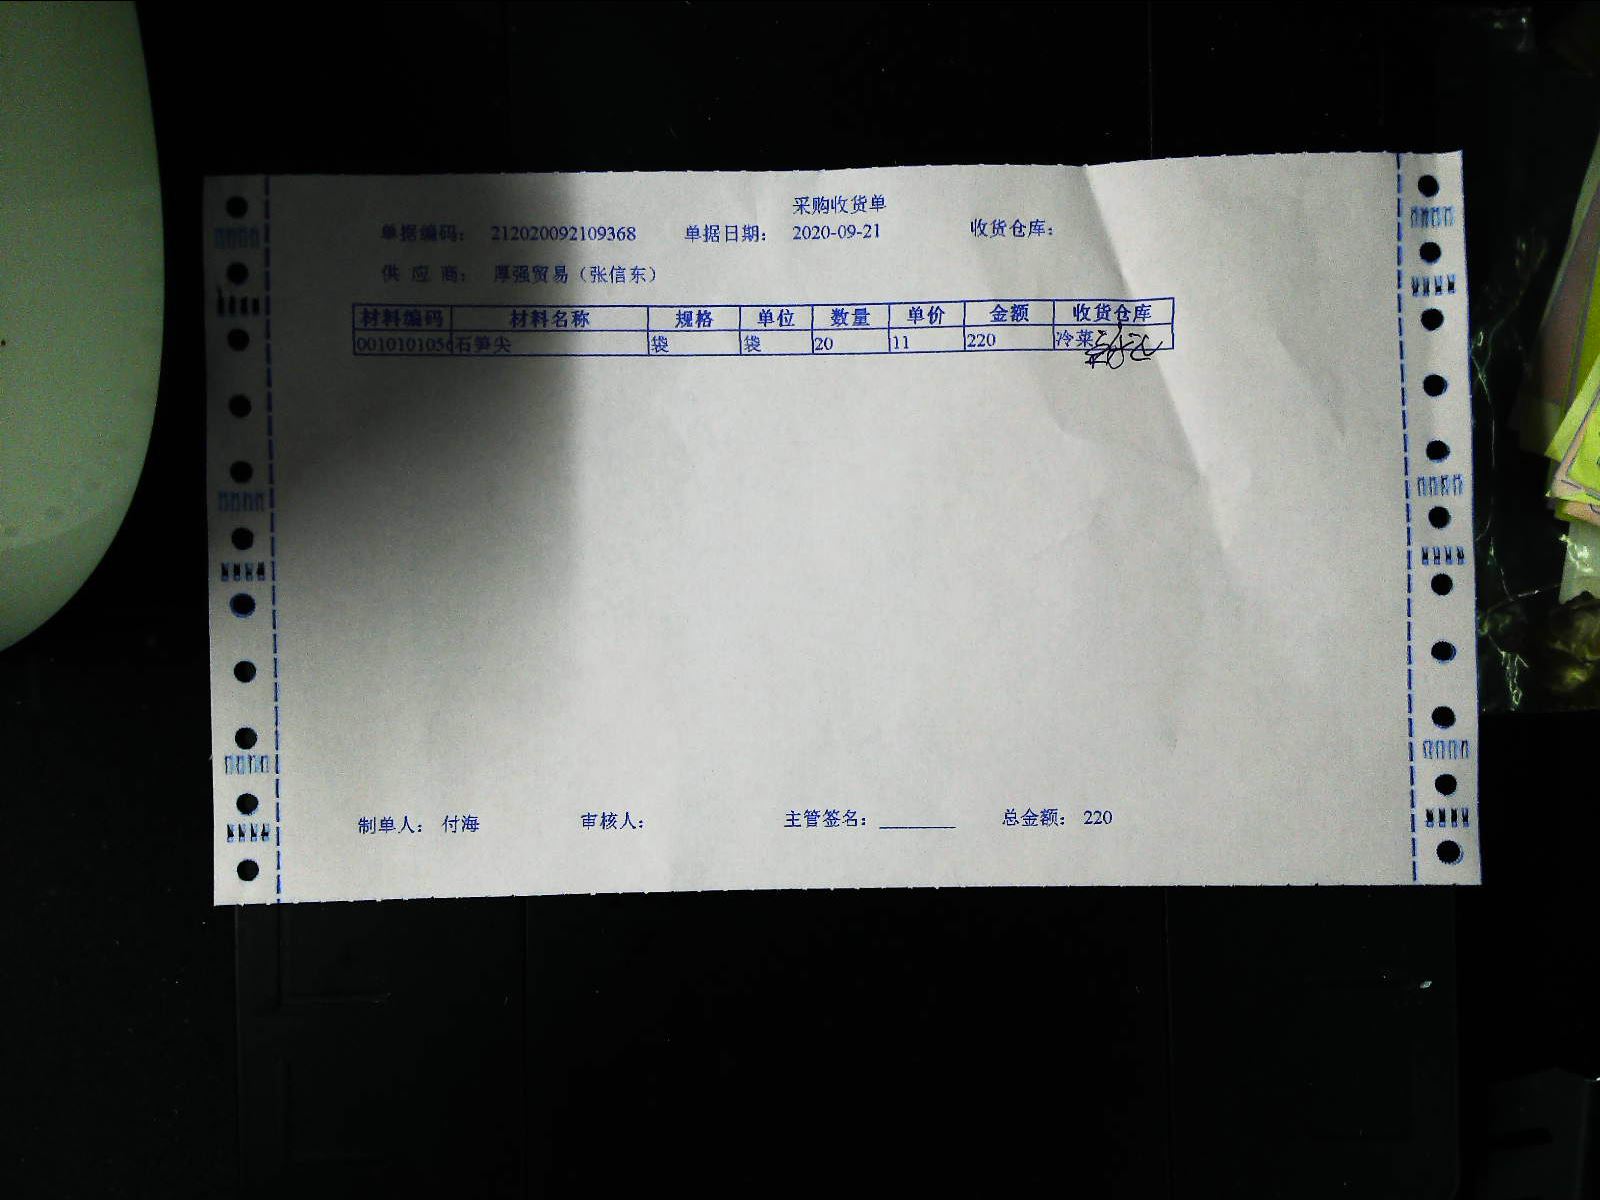 采购收货单
单据编码： 212020092109368 单据日期： 2020-09-21 收货仓库：
供 应 商： 厚强贸易（张信东）
材料编码 材料名称 规格 单位 数量 单价 金额 收货仓库
001010105 石笋尖 袋 袋 20 11 220 冷菜
制单人： 付海 审核人： 主管签名：________ 总金额： 220